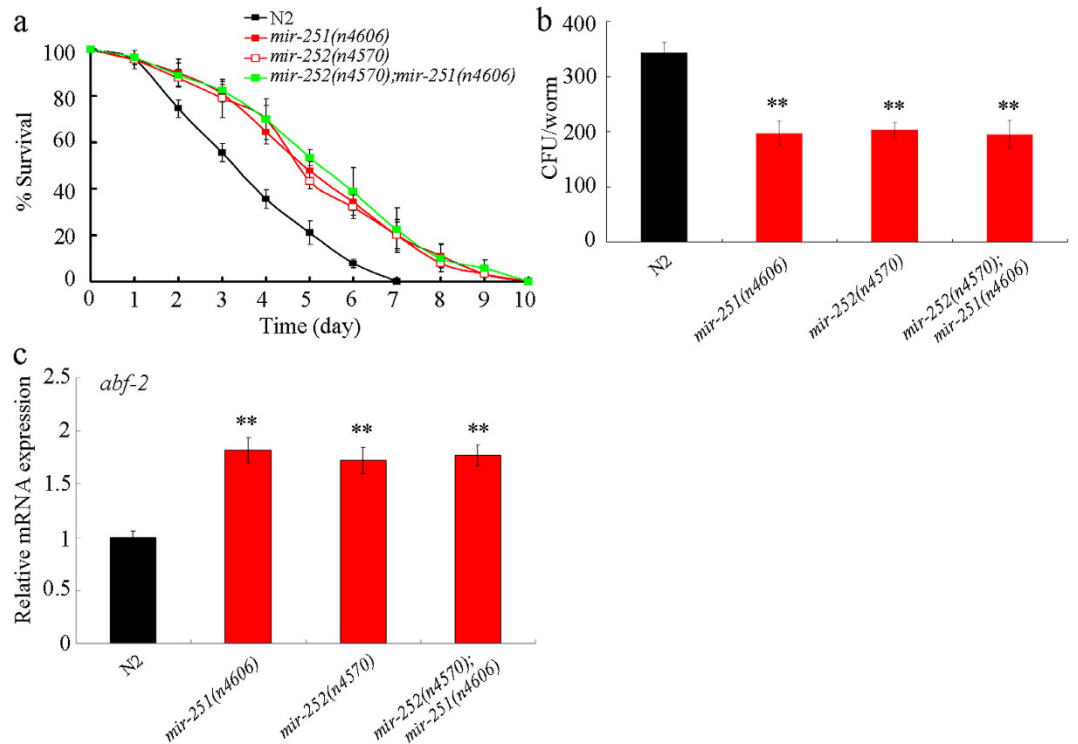 a
N2
mir-251(n4606)
mir-252(n4570)
mir-252(n4570);mir-251(n4606)
100
80
60
40
20
0
% Survival
0 1 2 3 4 5 6 7 8 9 10
Time (day)
b
400
300
200
100
0
CFU/worm
**
**
**
N2
mir-251(n4606)
mir-252(n4570)
mir-252(n4570);
mir-251(n4606)
c
abf-2
2.5
2
1.5
1
0.5
0
Relative mRNA expression
**
**
**
N2
mir-251(n4606)
mir-252(n4570)
mir-252(n4570);
mir-251(n4606)